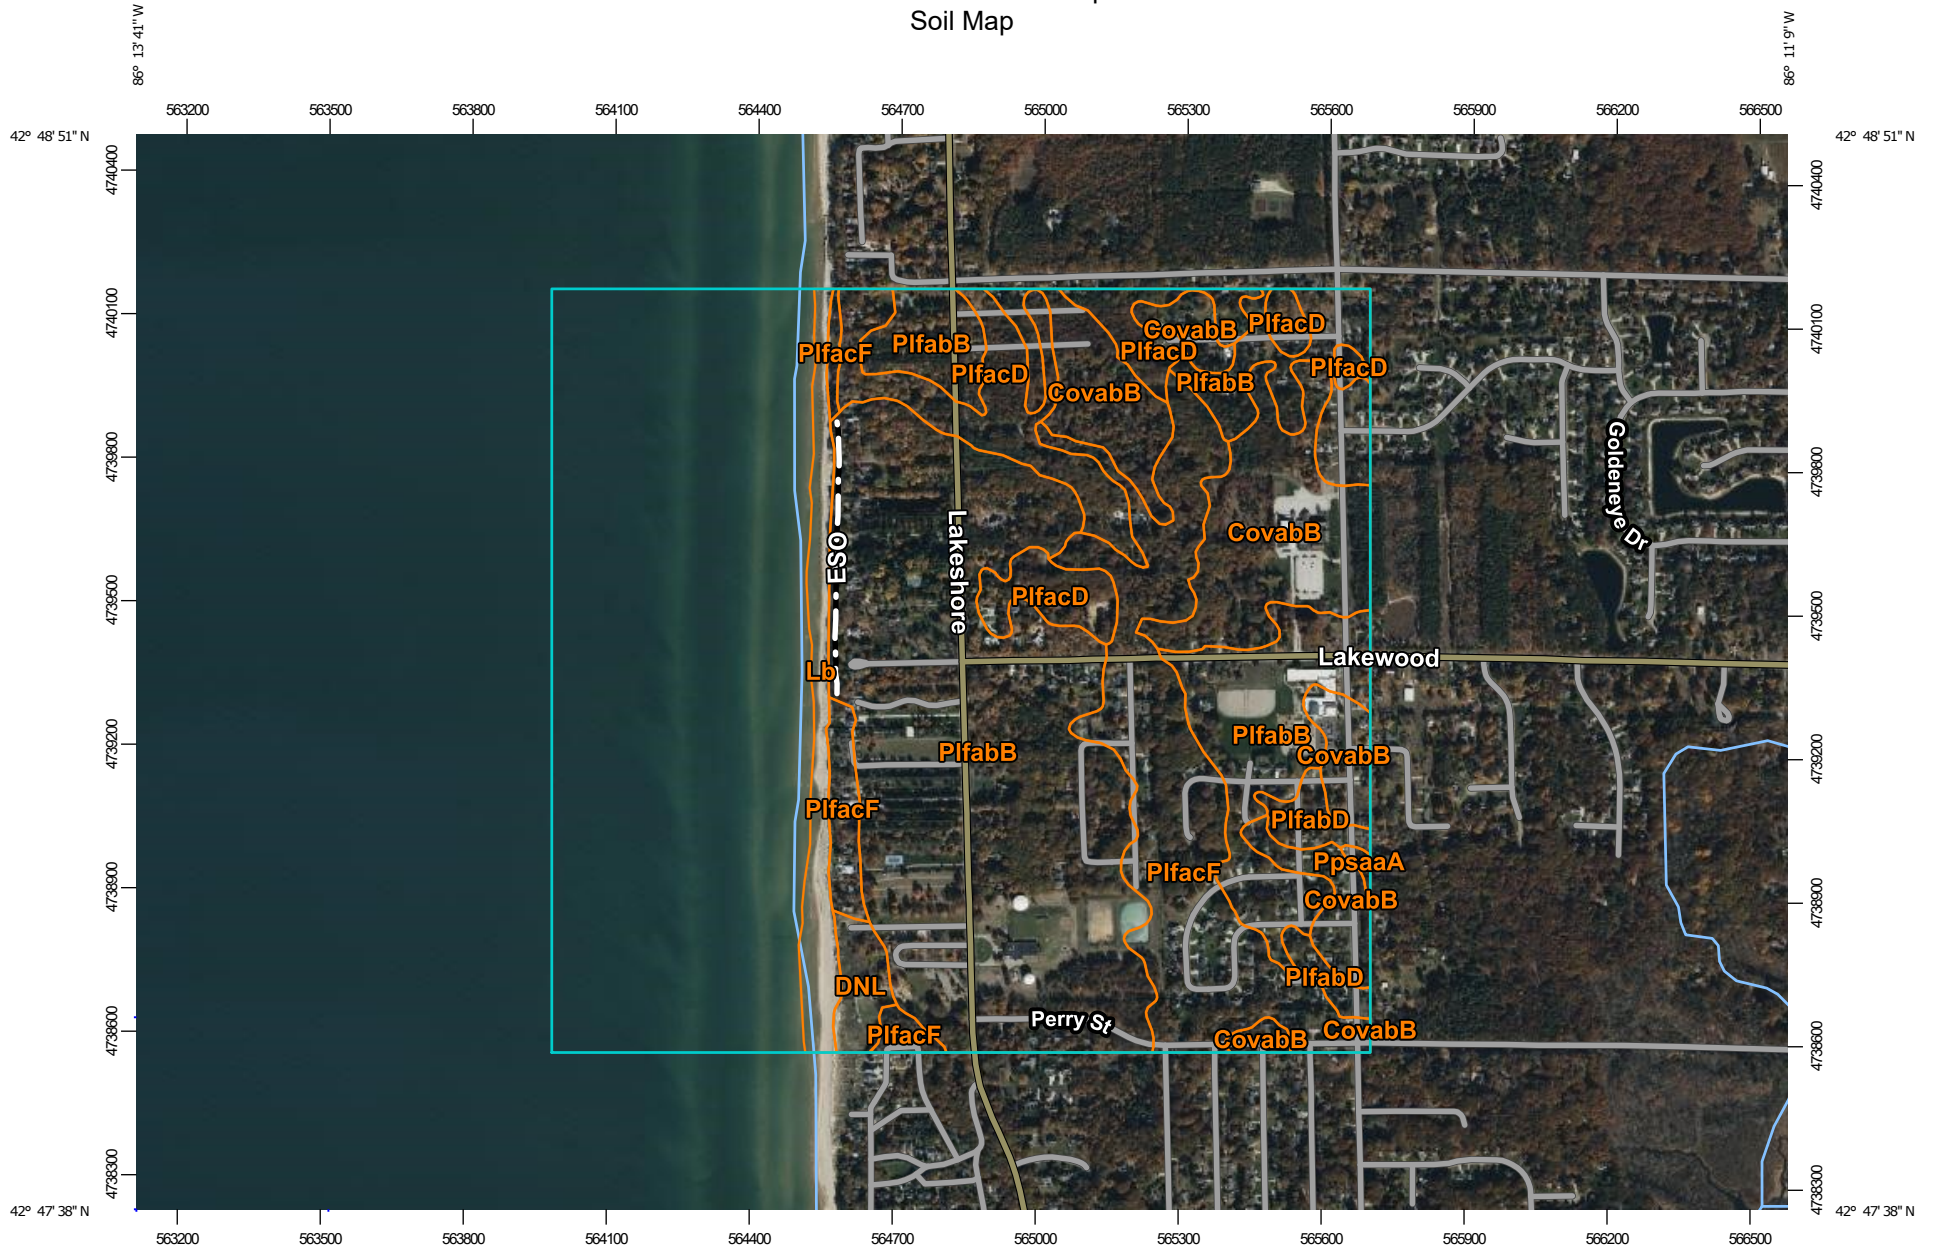 Soil Map
86° 13' 41" W
86° 11' 9" W
563200 563500 563800 564100 564400 564700 565000 565300 565600 565900 566200 566500
42° 48' 51" N
42° 48' 51" N
4740400
4740400
4740100
4740100
CovabB
PlfacD
PlfacF
PlfabB
PlfacD
PlfacD
PlfacD
PlfabB
CovabB
4739800
4739800
Goldeneye Dr
CovabB
ESO
Lakeshore
4739500
4739500
PlfacD
Lakewood
Lb
4739200
4739200
PlfabB
PlfabB
CovabB
PlfacF
PlfabD
PpsaaA
PlfacF
4738900
4738900
CovabB
PlfabD
DNL
4738600
4738600
Perry St
PlfacF
CovabB
CovabB
4738300
4738300
42° 47' 38" N
42° 47' 38" N
563200 563500 563800 564100 564400 564700 565000 565300 565600 565900 566200 566500